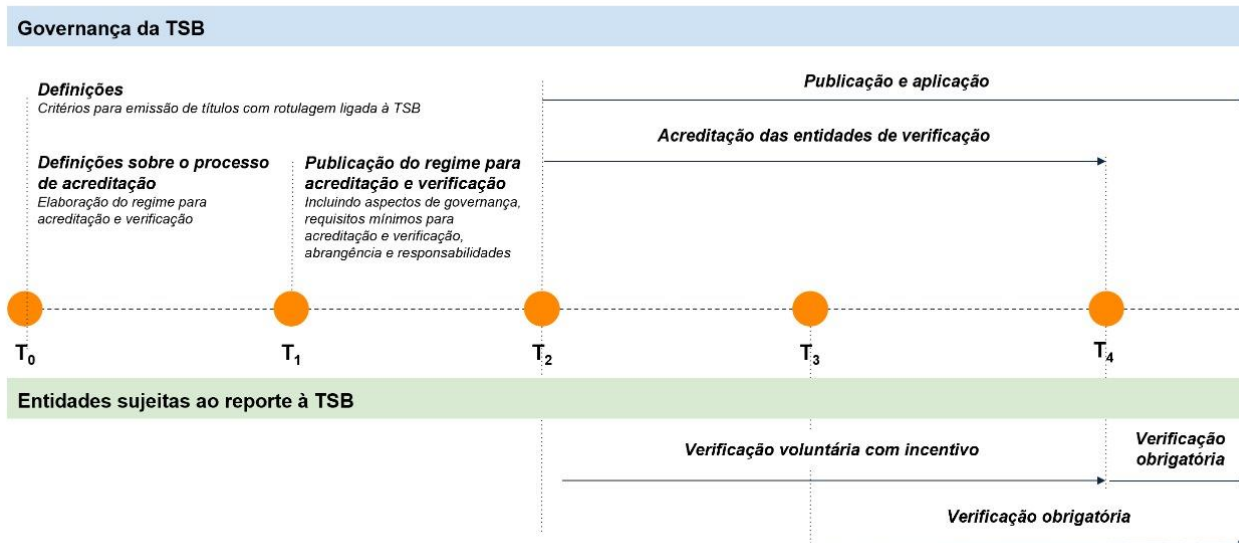 Governança da TSB
Definições
Critérios para emissão de títulos com rotulagem ligada à TSB
Publicação e aplicação
Acreditação das entidades de verificação
Definições sobre o processo
de acreditação
Elaboração do regime para
acreditação e verificação
Publicação do regime para
acreditação e verificação
Incluindo aspectos de governança,
requisitos mínimos para
acreditação e verificação,
abrangência e responsabilidades
T0
T1
T2
T3
T4
Entidades sujeitas ao reporte à TSB
Verificação voluntária com incentivo
Verificação
obrigatória
Verificação obrigatória